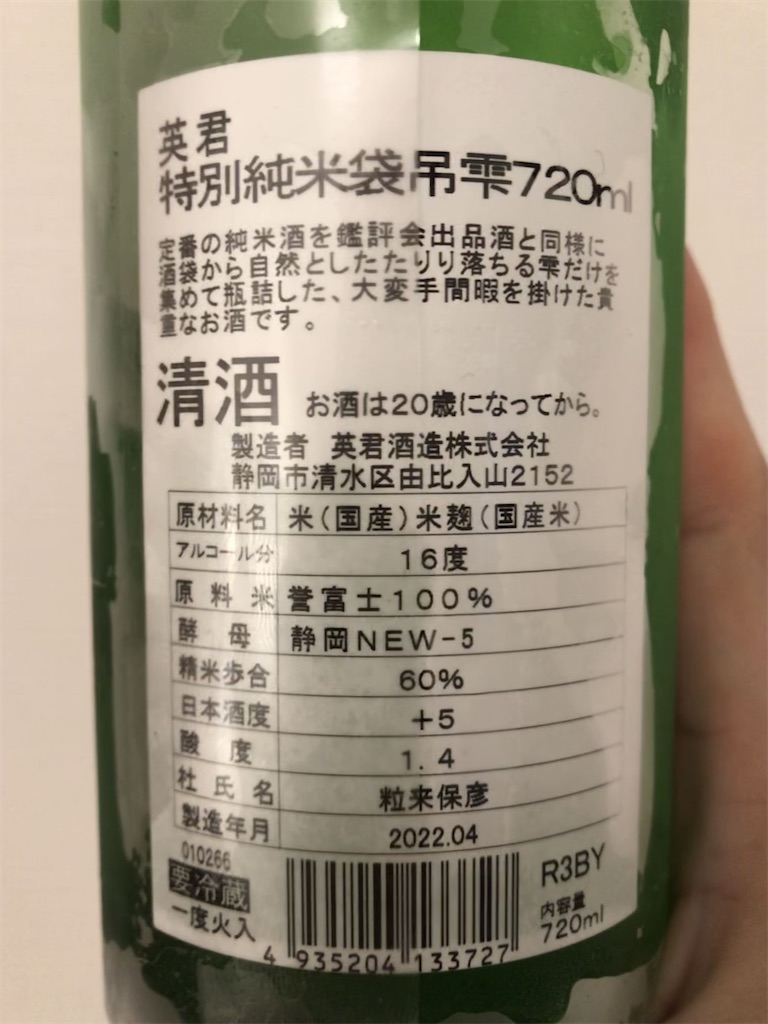 英君
特別純米袋吊雫720ml
定番の純米酒を鑑評会出品酒と同様に
酒袋から自然としたたりり落ちる雫だけを
集めて瓶詰した、大変手間暇を掛けた貴
重なお酒です。
清酒 お酒は20歳になってから。
製造者 英君酒造株式会社
静岡市清水区由比入山2152
原材料名 米(国産)米麹(国産米)
アルコール分 16度
原料米 誉富士100%
酵母 静岡NEW-5
精米歩合 60%
日本酒度 +5
酸度 1.4
杜氏名 粒来保彦
製造年月 2022.04
010266
要冷蔵
一度火入
R3BY
内容量
720ml
4 935204 133727